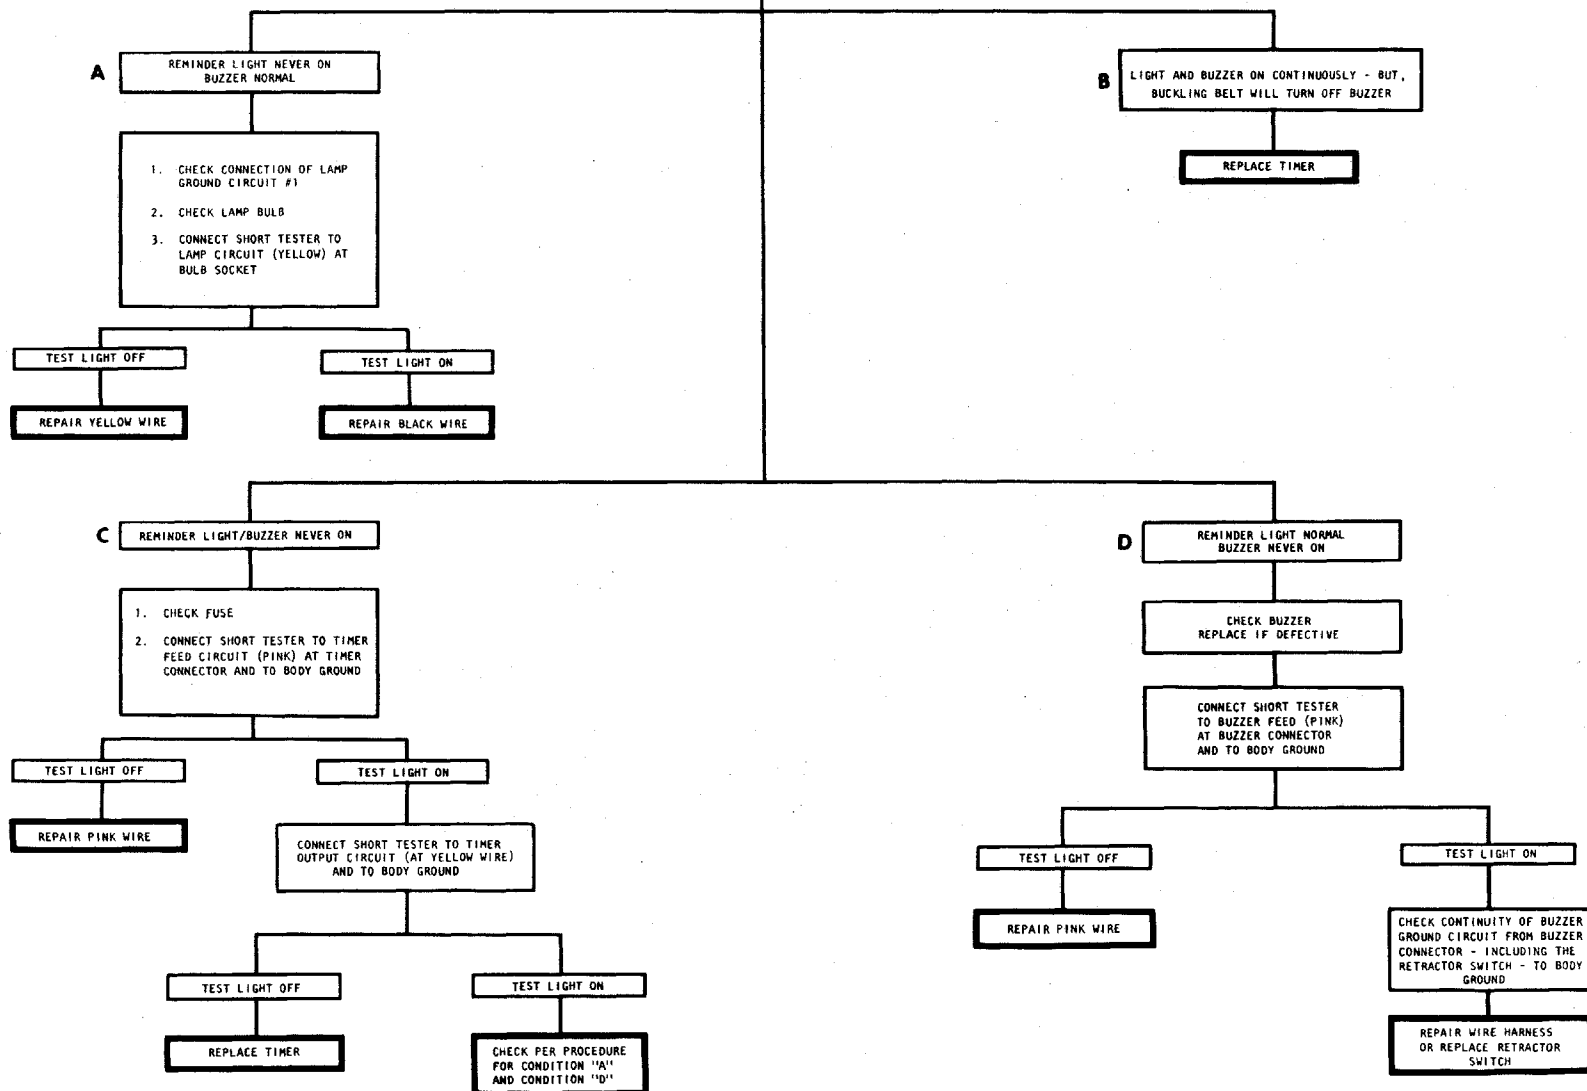 A
REMINDER LIGHT NEVER ON
BUZZER NORMAL
1. CHECK CONNECTION OF LAMP
GROUND CIRCUIT #1
2. CHECK LAMP BULB
3. CONNECT SHORT TESTER TO
LAMP CIRCUIT (YELLOW) AT
BULB SOCKET
TEST LIGHT OFF
REPAIR YELLOW WIRE
TEST LIGHT ON
REPAIR BLACK WIRE
B
LIGHT AND BUZZER ON CONTINUOUSLY - BUT,
BUCKLING BELT WILL TURN OFF BUZZER
REPLACE TIMER
C
REMINDER LIGHT/BUZZER NEVER ON
1. CHECK FUSE
2. CONNECT SHORT TESTER TO TIMER
FEED CIRCUIT (PINK) AT TIMER
CONNECTOR AND TO BODY GROUND
TEST LIGHT OFF
REPAIR PINK WIRE
TEST LIGHT ON
CONNECT SHORT TESTER TO TIMER
OUTPUT CIRCUIT (AT YELLOW WIRE)
AND TO BODY GROUND
TEST LIGHT OFF
REPLACE TIMER
TEST LIGHT ON
CHECK PER PROCEDURE
FOR CONDITION "A"
AND CONDITION "D"
D
REMINDER LIGHT NORMAL
BUZZER NEVER ON
CHECK BUZZER
REPLACE IF DEFECTIVE
CONNECT SHORT TESTER
TO BUZZER FEED (PINK)
AT BUZZER CONNECTOR
AND TO BODY GROUND
TEST LIGHT OFF
REPAIR PINK WIRE
TEST LIGHT ON
CHECK CONTINUITY OF BUZZER
GROUND CIRCUIT FROM BUZZER
CONNECTOR - INCLUDING THE
RETRACTOR SWITCH - TO BODY
GROUND
REPAIR WIRE HARNESS
OR REPLACE RETRACTOR
SWITCH